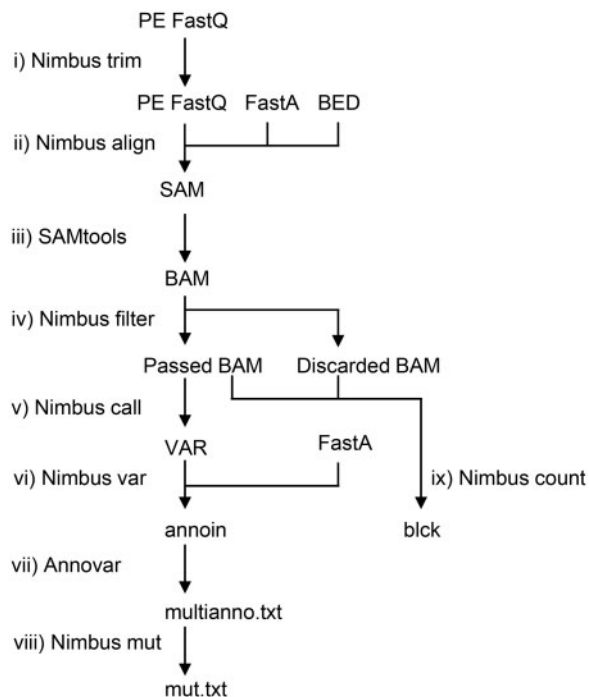 PE FastQ
i) Nimbus trim
PE FastQ FastA BED
ii) Nimbus align
SAM
iii) SAMtools
BAM
iv) Nimbus filter
Passed BAM Discarded BAM
v) Nimbus call
VAR FastA
vi) Nimbus var ix) Nimbus count
annoin blck
vii) Annovar
multianno.txt
viii) Nimbus mut
mut.txt